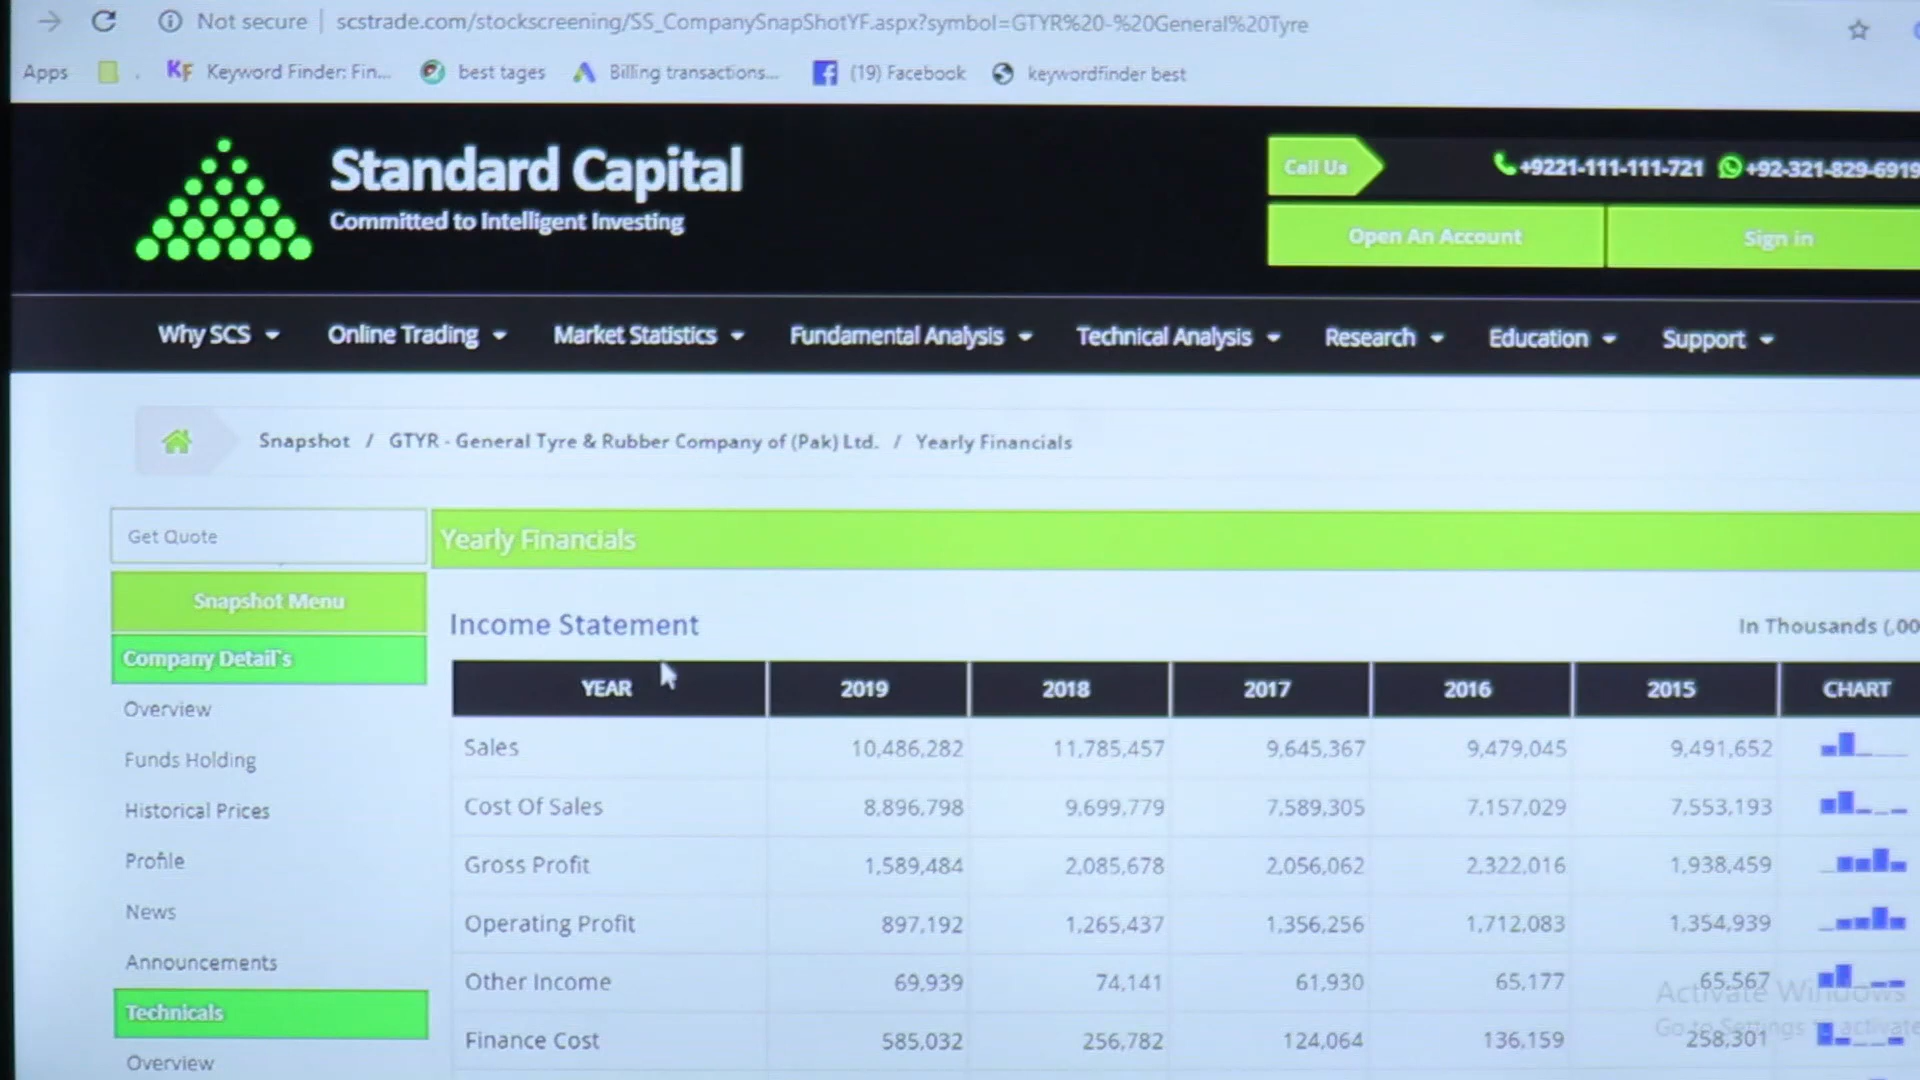 Not secure | scstrade.com/stockscreening/SS_CompanySnapShotYF.aspx?symbol=GTYR%20-%20General%20Tyre
Apps . KF Keyword Finder: Fin... best tages Billing transactions... (19) Facebook keywordfinder best
Standard Capital
Committed to Intelligent Investing
Call Us +9221-111-111-721 +92-321-829-6919
Open An Account Sign in
Why SCS Online Trading Market Statistics Fundamental Analysis Technical Analysis Research Education Support
Snapshot / GTYR - General Tyre & Rubber Company of (Pak) Ltd. / Yearly Financials
Get Quote
Yearly Financials
Snapshot Menu
Company Detail's
Overview
Funds Holding
Historical Prices
Profile
News
Announcements
Technicals
Overview
Income Statement
In Thousands (,00
YEAR 2019 2018 2017 2016 2015 CHART
Sales 10,486,282 11,785,457 9,645,367 9,479,045 9,491,652
Cost Of Sales 8,896,798 9,699,779 7,589,305 7,157,029 7,553,193
Gross Profit 1,589,484 2,085,678 2,056,062 2,322,016 1,938,459
Operating Profit 897,192 1,265,437 1,356,256 1,712,083 1,354,939
Other Income 69,939 74,141 61,930 65,177 65,567
Finance Cost 585,032 256,782 124,064 136,159 258,301
Activate Windows
Go to Settings to activate